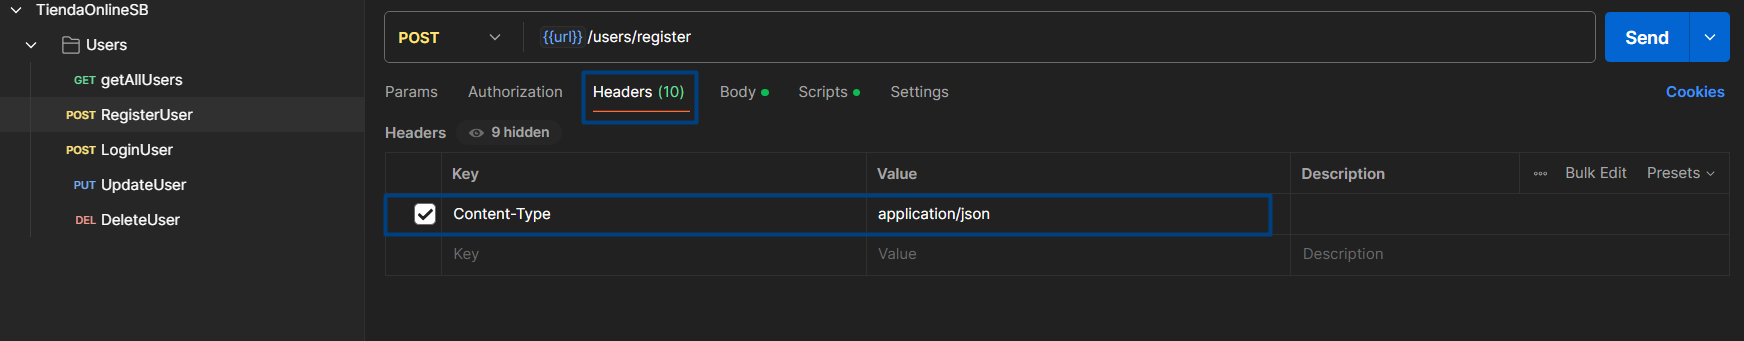 TiendaOnlineSB
Users
GET getAllUsers
POST RegisterUser
POST LoginUser
PUT UpdateUser
DEL DeleteUser
POST {{url}}/users/register Send
Params Authorization Headers (10) Body Scripts Settings Cookies
Headers 9 hidden
Key Value Description Bulk Edit Presets
Content-Type application/json
Key Value Description